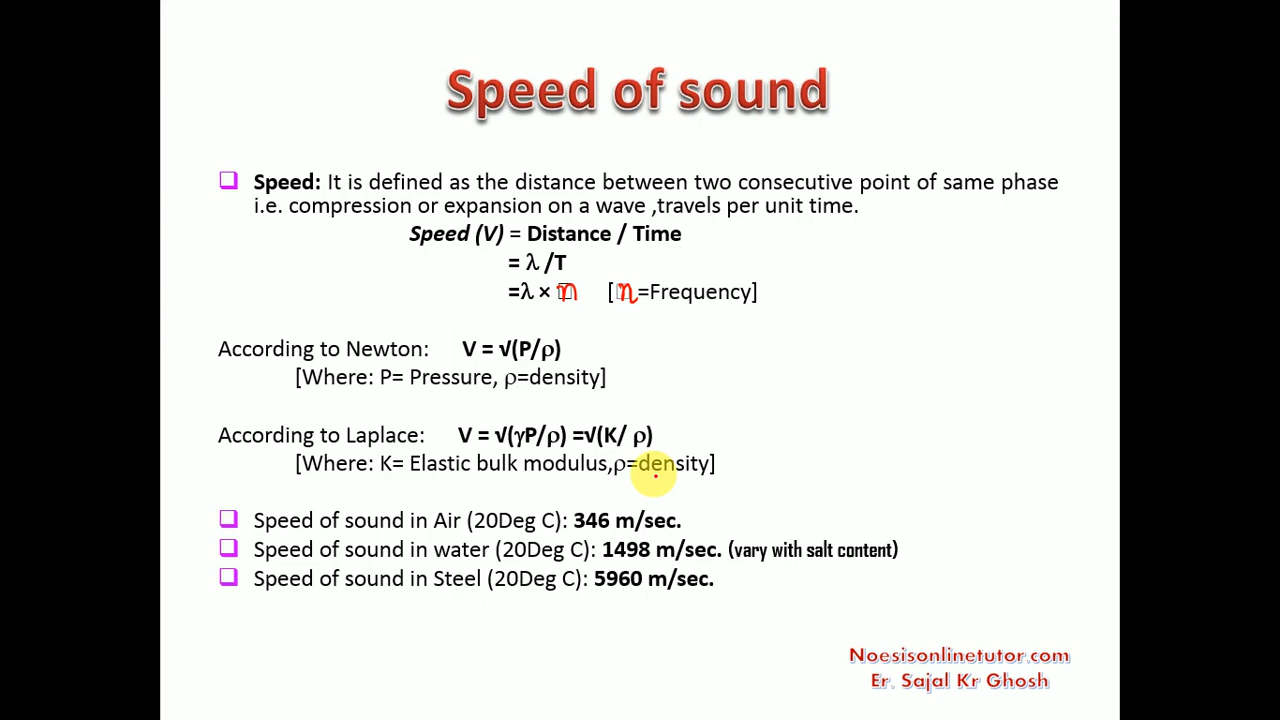 Speed of sound
Speed: It is defined as the distance between two consecutive point of same phase
i.e. compression or expansion on a wave ,travels per unit time.
Speed (V) = Distance / Time
= λ /T
=λ × η [ η=Frequency]
According to Newton: V = √(P/ρ)
[Where: P= Pressure, ρ=density]
According to Laplace: V = √(γP/ρ) =√(K/ ρ)
[Where: K= Elastic bulk modulus,ρ=density]
Speed of sound in Air (20Deg C): 346 m/sec.
Speed of sound in water (20Deg C): 1498 m/sec. (vary with salt content)
Speed of sound in Steel (20Deg C): 5960 m/sec.
Noesisonlinetutor.com
Er. Sajal Kr Ghosh